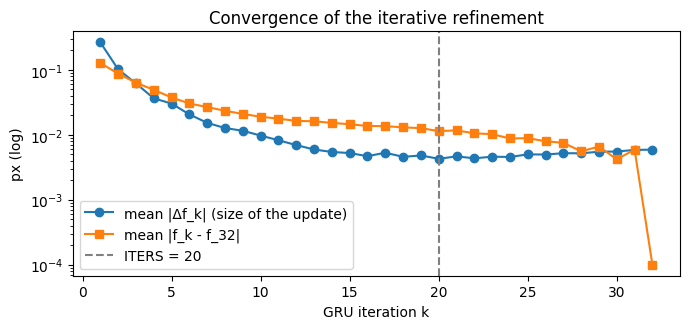 Convergence of the iterative refinement
px (log)
10⁻¹
10⁻²
10⁻³
10⁻⁴
mean |Δf_k| (size of the update)
mean |f_k - f_32|
ITERS = 20
0 5 10 15 20 25 30
GRU iteration k